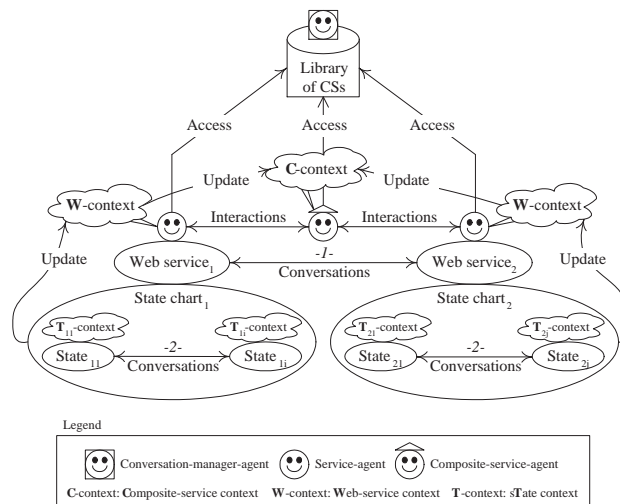 Library
of CSs
Access Access Access
C-context
Update Update
W-context W-context
Interactions Interactions
-1-
Update Web service1 Conversations Web service2 Update
State chart1 State chart2
T11-context T1i-context T21-context T2j-context
-2- -2-
State11 State1i State21 State2j
Conversations Conversations
Legend
Conversation-manager-agent Service-agent Composite-service-agent
C-context: Composite-service context W-context: Web-service context T-context: sTate context